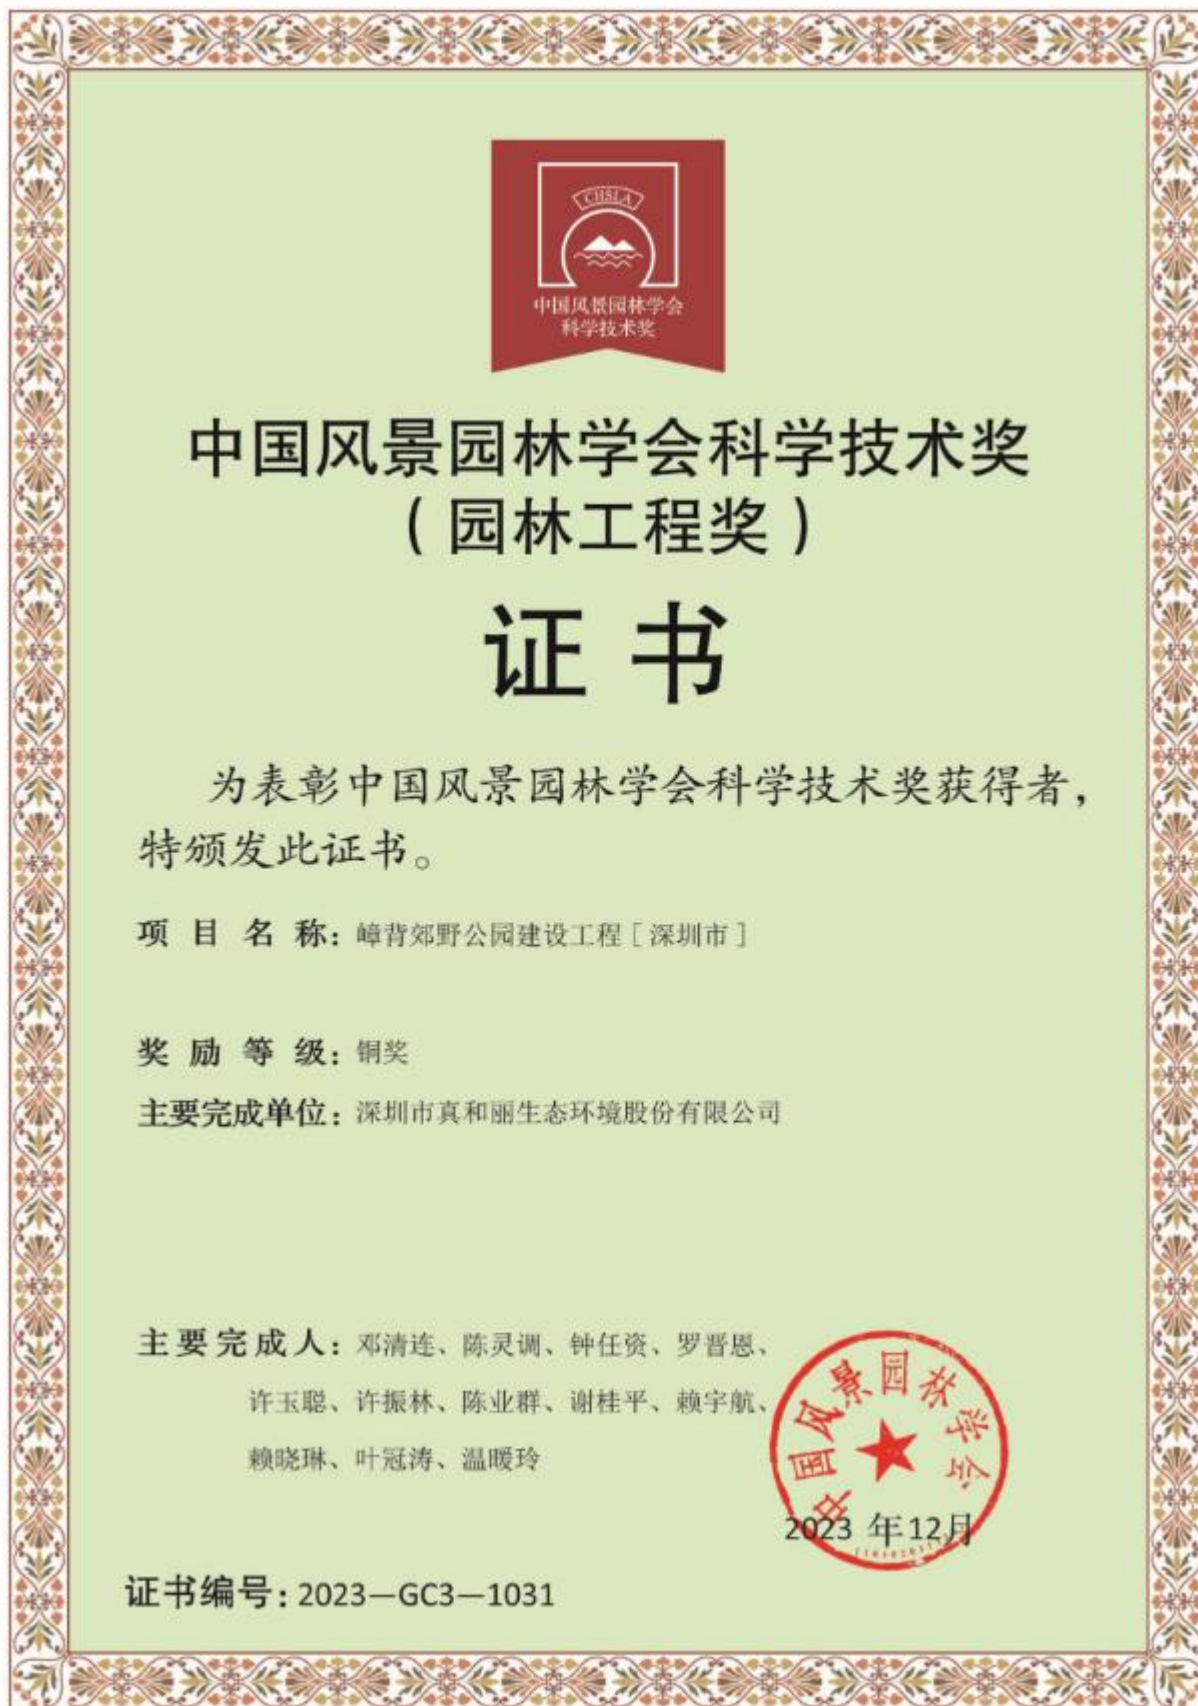 CHSLA
中国风景园林学会
科学技术奖
中国风景园林学会科学技术奖
（园林工程奖）
证书
为表彰中国风景园林学会科学技术奖获得者，
特颁发此证书。
项目名称：嶂背郊野公园建设工程［深圳市］
奖励等级：铜奖
主要完成单位：深圳市真和丽生态环境股份有限公司
主要完成人：邓清连、陈灵调、钟任资、罗晋恩、
许玉聪、许振林、陈业群、谢桂平、赖宇航、
赖晓琳、叶冠涛、温暖玲
中国风景园林学会
2023 年12月
证书编号：2023—GC3—1031